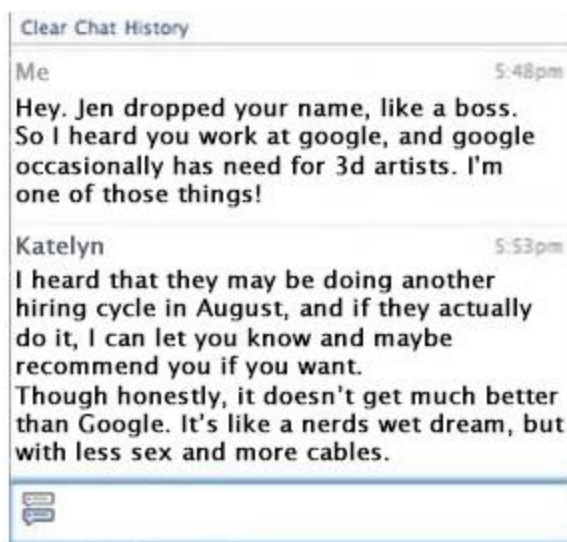 Clear Chat History
Me 5:48pm
Hey. Jen dropped your name, like a boss.
So I heard you work at google, and google
occasionally has need for 3d artists. I'm
one of those things!
Katelyn 5:53pm
I heard that they may be doing another
hiring cycle in August, and if they actually
do it, I can let you know and maybe
recommend you if you want.
Though honestly, it doesn't get much better
than Google. It's like a nerds wet dream, but
with less sex and more cables.